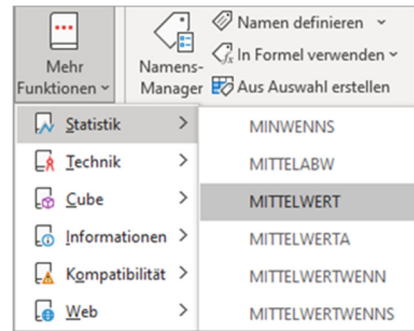 Mehr
Funktionen
Namens-
Manager
Namen definieren
In Formel verwenden
Aus Auswahl erstellen
Statistik
Technik
Cube
Informationen
Kompatibilität
Web
MINWENNS
MITTELABW
MITTELWERT
MITTELWERTA
MITTELWERTWENN
MITTELWERTWENNS